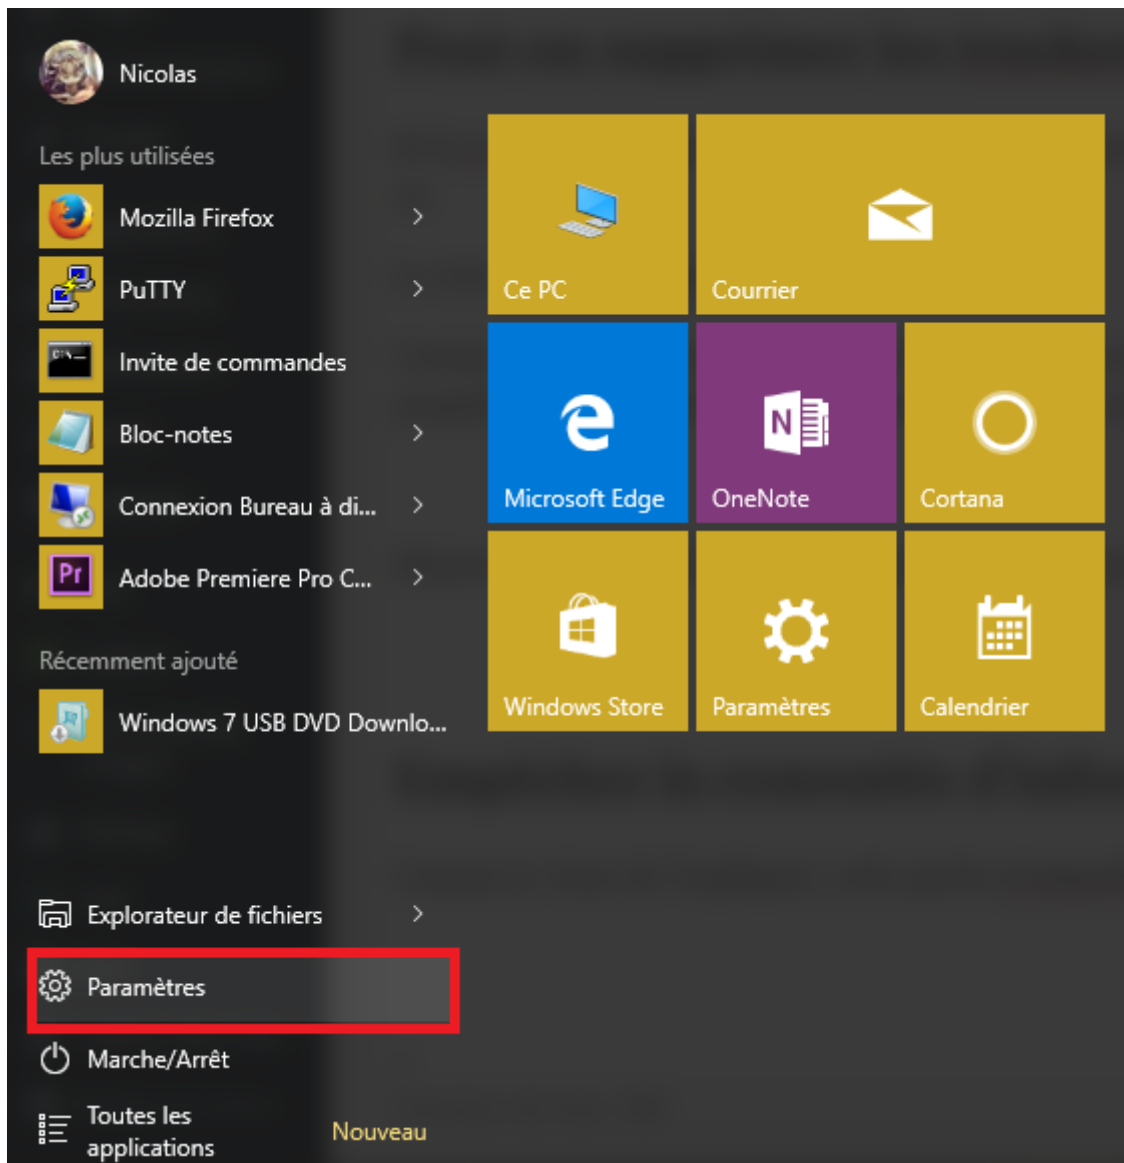 Nicolas
Les plus utilisées
Mozilla Firefox
PuTTY
Invite de commandes
Bloc-notes
Connexion Bureau à di...
Adobe Premiere Pro C...
Récemment ajouté
Windows 7 USB DVD Downlo...
Explorateur de fichiers
Paramètres
Marche/Arrêt
Toutes les
applications
Nouveau
Ce PC
Courrier
Microsoft Edge
OneNote
Cortana
Windows Store
Paramètres
Calendrier